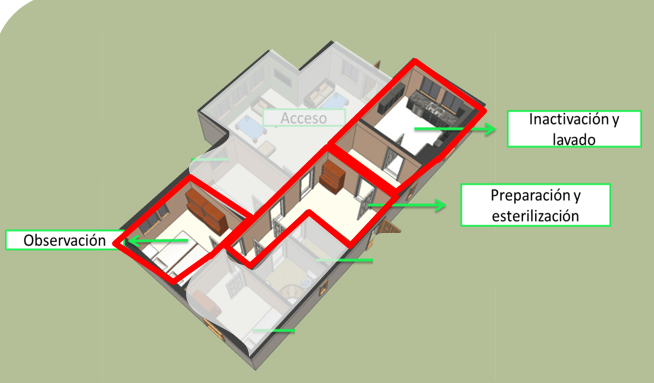 Acceso
Inactivación y
lavado
Preparación y
esterilización
Observación